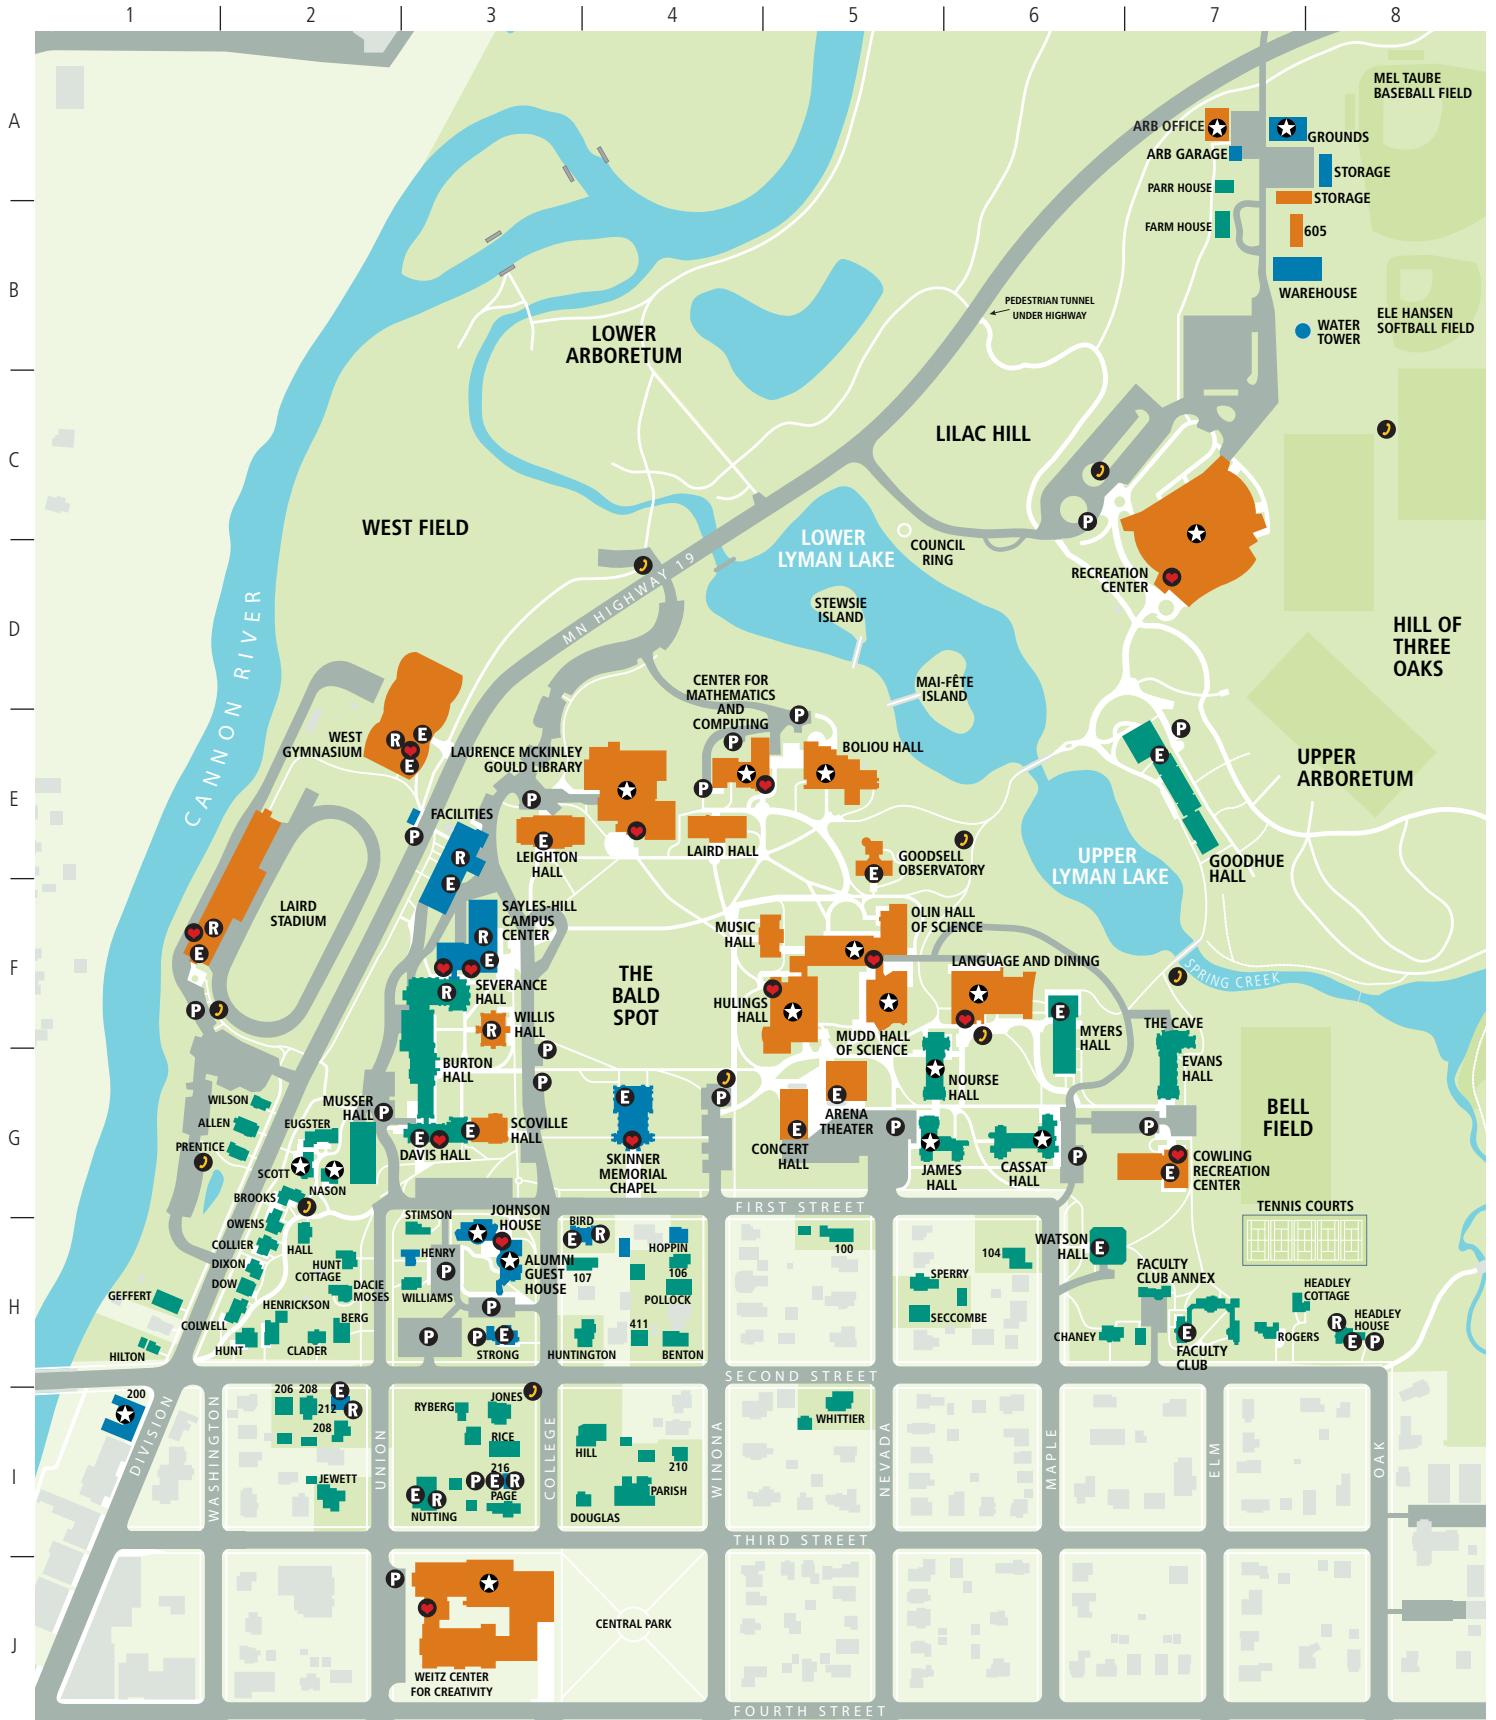 1 2 3 4 5 6 7 8
A
B
C
D
E
F
G
H
I
J
MEL TAUBE
BASEBALL FIELD
ARB OFFICE
GROUNDS
ARB GARAGE
STORAGE
PARR HOUSE
STORAGE
FARM HOUSE
605
WAREHOUSE
PEDESTRIAN TUNNEL
UNDER HIGHWAY
ELE HANSEN
SOFTBALL FIELD
WATER
TOWER
LOWER
ARBORETUM
LILAC HILL
WEST FIELD
LOWER
LYMAN LAKE
COUNCIL
RING
RECREATION
CENTER
MN HIGHWAY 19
STEWSIE
ISLAND
HILL OF
THREE
OAKS
CANNON RIVER
MAI-FÊTE
ISLAND
CENTER FOR
MATHEMATICS
AND
COMPUTING
WEST
GYMNASIUM
LAURENCE MCKINLEY
GOULD LIBRARY
BOLIOU HALL
UPPER
ARBORETUM
FACILITIES
LEIGHTON
HALL
LAIRD HALL
GOODSELL
OBSERVATORY
UPPER
LYMAN LAKE
GOODHUE
HALL
LAIRD
STADIUM
SAYLES-HILL
CAMPUS
CENTER
MUSIC
HALL
OLIN HALL
OF SCIENCE
LANGUAGE AND DINING
SPRING CREEK
THE
BALD
SPOT
SEVERANCE
HALL
HULINGS
HALL
WILLIS
HALL
MUDD HALL
OF SCIENCE
MYERS
HALL
THE CAVE
EVANS
HALL
BURTON
HALL
NOURSE
HALL
WILSON
MUSSER
HALL
ALLEN
EUGSTER
SCOVILLE
HALL
ARENA
THEATER
BELL
FIELD
PRENTICE
DAVIS HALL
SKINNER
MEMORIAL
CHAPEL
CONCERT
HALL
JAMES
HALL
CASSAT
HALL
COWLING
RECREATION
CENTER
SCOTT
NASON
BROOKS
FIRST STREET
TENNIS COURTS
OWENS
STIMSON
JOHNSON
HOUSE
BIRD
COLLIER
HALL
HENRY
ALUMNI
GUEST
HOUSE
HOPPIN
100
104
WATSON
HALL
DIXON
HUNT
COTTAGE
107
106
SPERRY
FACULTY
CLUB ANNEX
DOW
DACIE
MOSES
WILLIAMS
POLLOCK
HEADLEY
COTTAGE
GEFFERT
HENRICKSON
BERG
SECCOMBE
COLWELL
411
CHANEY
HEADLEY
HOUSE
HILTON
HUNT
CLADER
STRONG
HUNTINGTON
BENTON
FACULTY
CLUB
ROGERS
SECOND STREET
200
206 208
212
208
RYBERG
JONES
WHITTIER
DIVISION
WASHINGTON
UNION
COLLEGE
WINONA
NEVADA
MAPLE
ELM
OAK
RICE
HILL
216
210
JEWETT
PAGE
PARISH
NUTTING
DOUGLAS
THIRD STREET
CENTRAL PARK
WEITZ CENTER
FOR CREATIVITY
FOURTH STREET